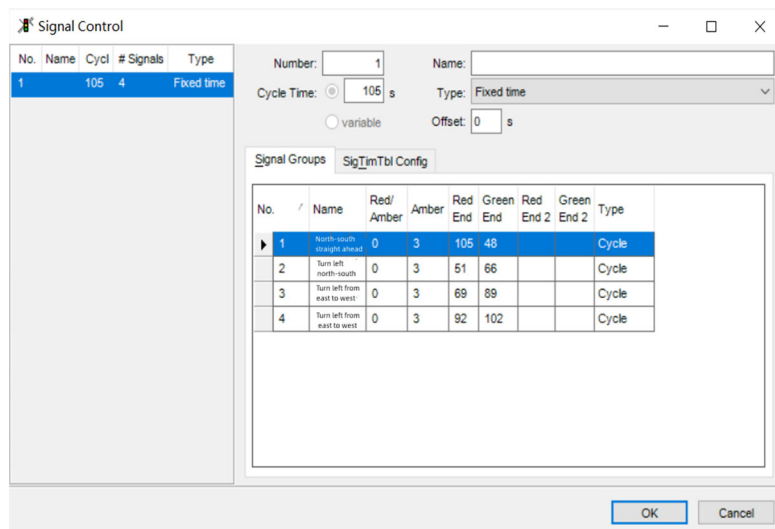 Signal Control
No. Name Cycl # Signals Type
1 105 4 Fixed time
Number: 1 Name:
Cycle Time: 105 s Type: Fixed time
variable Offset: 0 s
Signal Groups SigTimTbl Config
No. Name Red/ Amber Amber Red End Green End Red End 2 Green End 2 Type
1 North-south straight ahead 0 3 105 48 Cycle
2 Turn left north-south 0 3 51 66 Cycle
3 Turn left from east to west 0 3 69 89 Cycle
4 Turn left from east to west 0 3 92 102 Cycle
OK Cancel